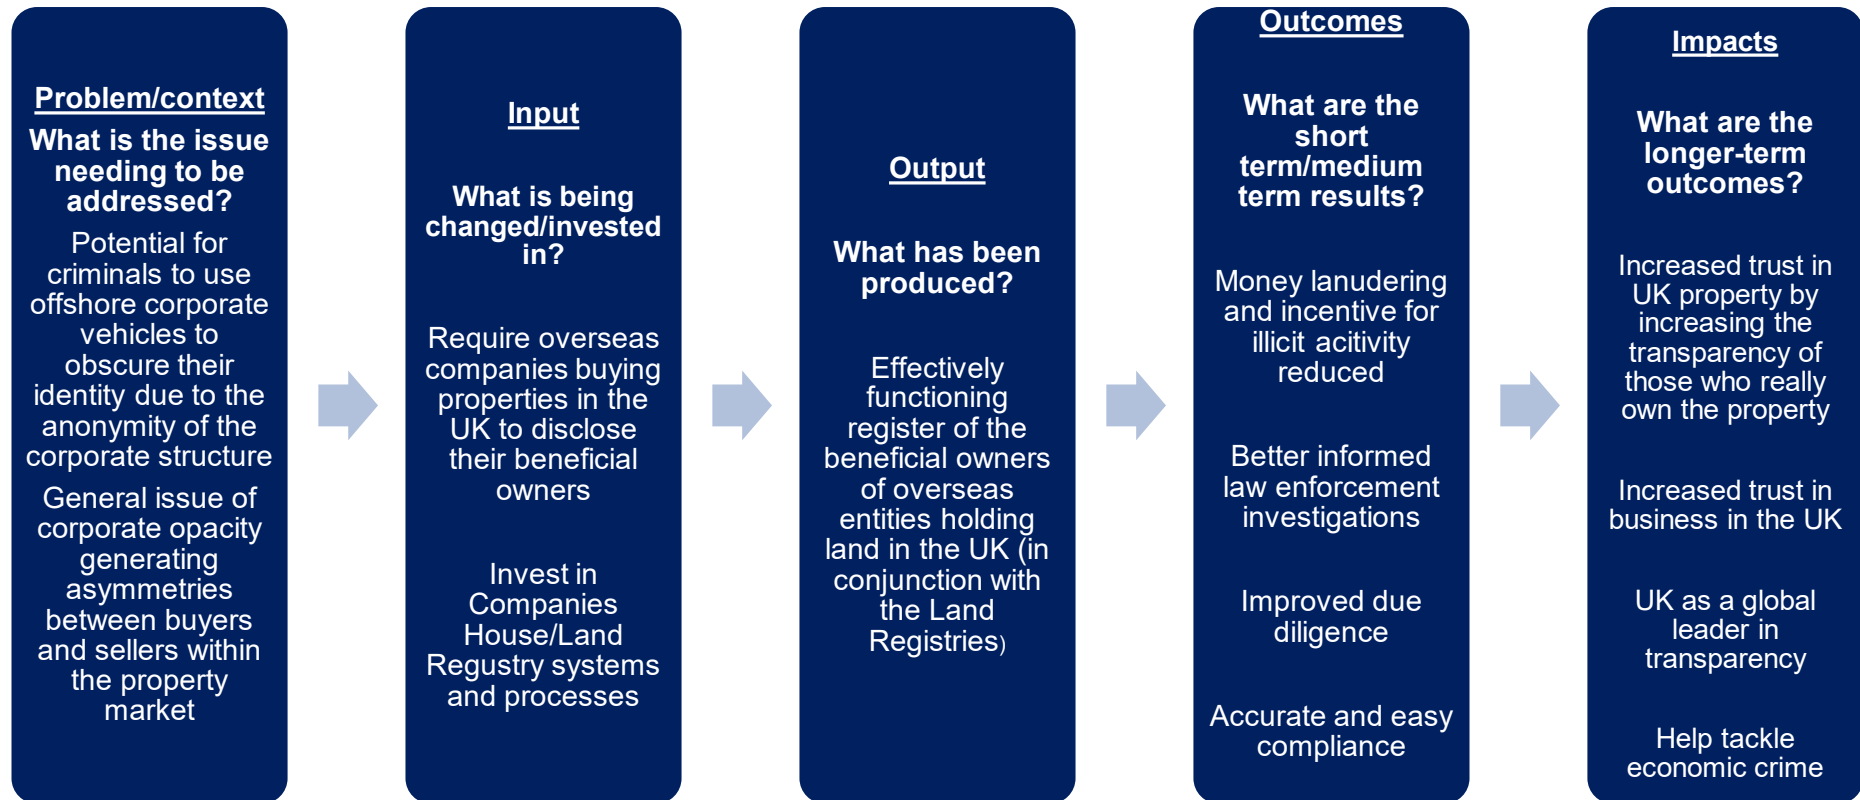 Problem/context
What is the issue
needing to be
addressed?
Potential for
criminals to use
offshore corporate
vehicles to
obscure their
identity due to the
anonymity of the
corporate structure
General issue of
corporate opacity
generating
asymmetries
between buyers
and sellers within
the property
market
Input
What is being
changed/invested
in?
Require overseas
companies buying
properties in the
UK to disclose
their beneficial
owners
Invest in
Companies
House/Land
Regustry systems
and processes
Output
What has been
produced?
Effectively
functioning
register of the
beneficial owners
of overseas
entities holding
land in the UK (in
conjunction with
the Land
Registries)
Outcomes
What are the
short
term/medium
term results?
Money lanudering
and incentive for
illicit acitivity
reduced
Better informed
law enforcement
investigations
Improved due
diligence
Accurate and easy
compliance
Impacts
What are the
longer-term
outcomes?
Increased trust in
UK property by
increasing the
transparency of
those who really
own the property
Increased trust in
business in the UK
UK as a global
leader in
transparency
Help tackle
economic crime